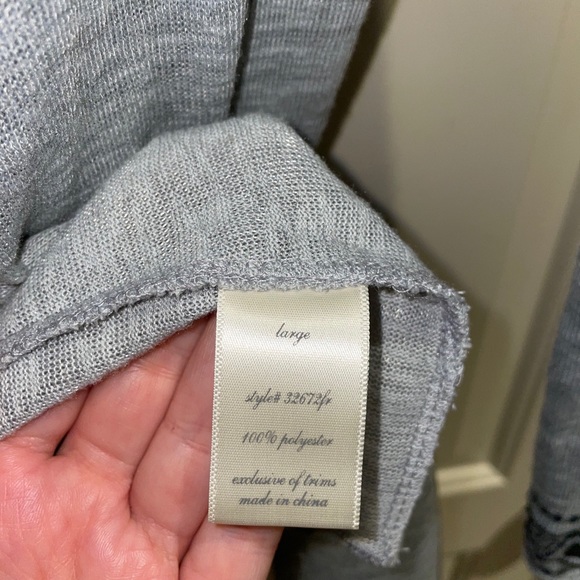 large
style# 32672fr
100% polyester
exclusive of trims
made in china